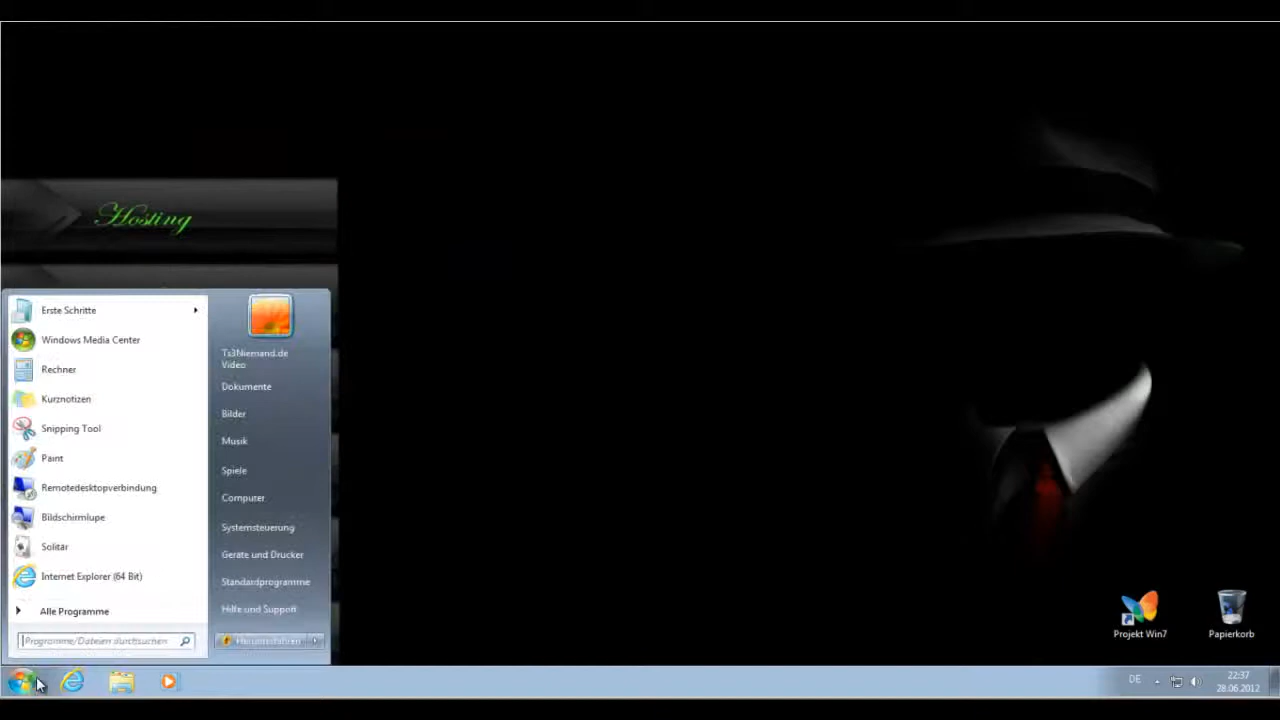 Hosting
Erste Schritte
Windows Media Center
Rechner
Kurznotizen
Snipping Tool
Paint
Remotedesktopverbindung
Bildschirmlupe
Solitär
Internet Explorer (64 Bit)
Alle Programme
Programme/Dateien durchsuchen
Ts3Niemand.de
Video
Dokumente
Bilder
Musik
Spiele
Computer
Systemsteuerung
Geräte und Drucker
Standardprogramme
Hilfe und Support
Herunterfahren
Projekt Win7
Papierkorb
DE
22:37
28.06.2012